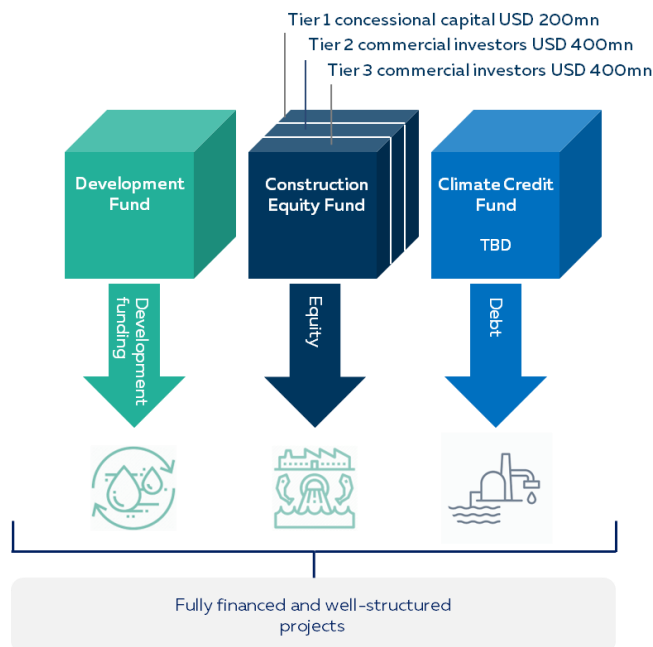 Tier 1 concessional capital USD 200mn
Tier 2 commercial investors USD 400mn
Tier 3 commercial investors USD 400mn
Development
Fund
Construction
Equity Fund
Climate Credit
Fund
TBD
Development
funding
Equity
Debt
Fully financed and well-structured
projects